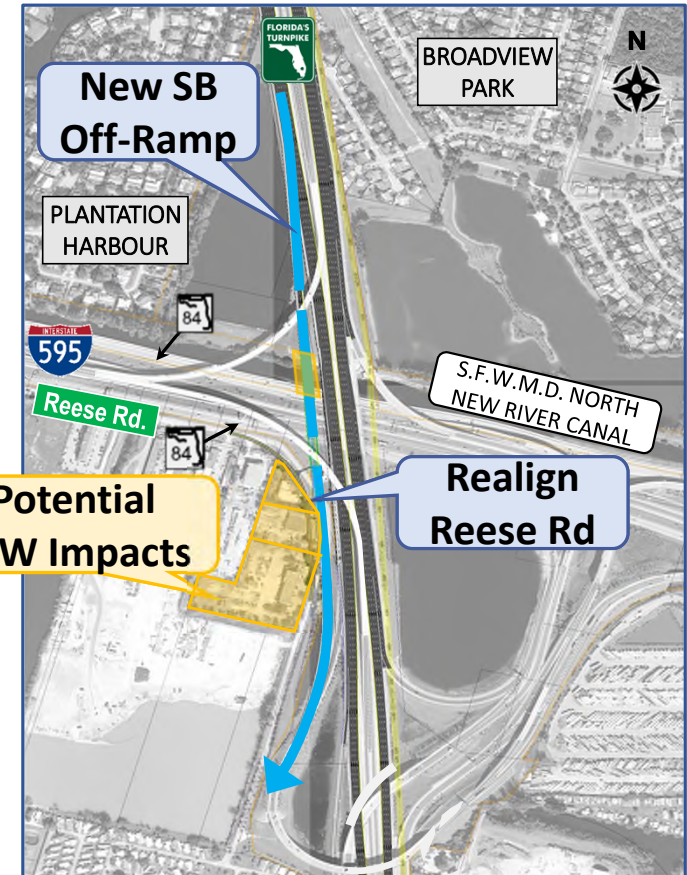 FLORIDA'S
TURNPIKE
BROADVIEW
PARK
N
New SB
Off-Ramp
PLANTATION
HARBOUR
84
INTERSTATE
595
Reese Rd.
S.F.W.M.D. NORTH
NEW RIVER CANAL
84
Realign
Reese Rd
Potential
W Impacts